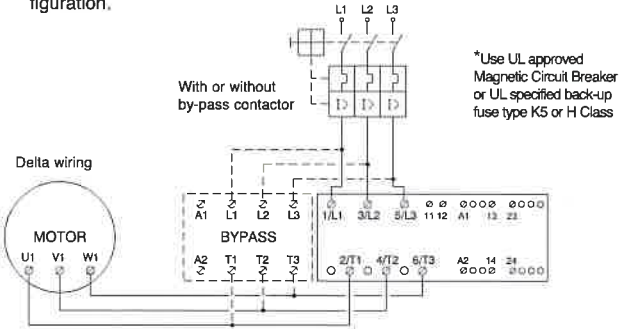 figuration.
L1 L2 L3
With or without
by-pass contactor
*Use UL approved
Magnetic Circuit Breaker
or UL specified back-up
fuse type K5 or H Class
Delta wiring
A1 L1 L2 L3
1/L1 3/L2 5/L3 11 12 A1 13 23
MOTOR
BYPASS
U1 V1 W1
A2 T1 T2 T3
2/T1 4/T2 6/T3 A2 14 24